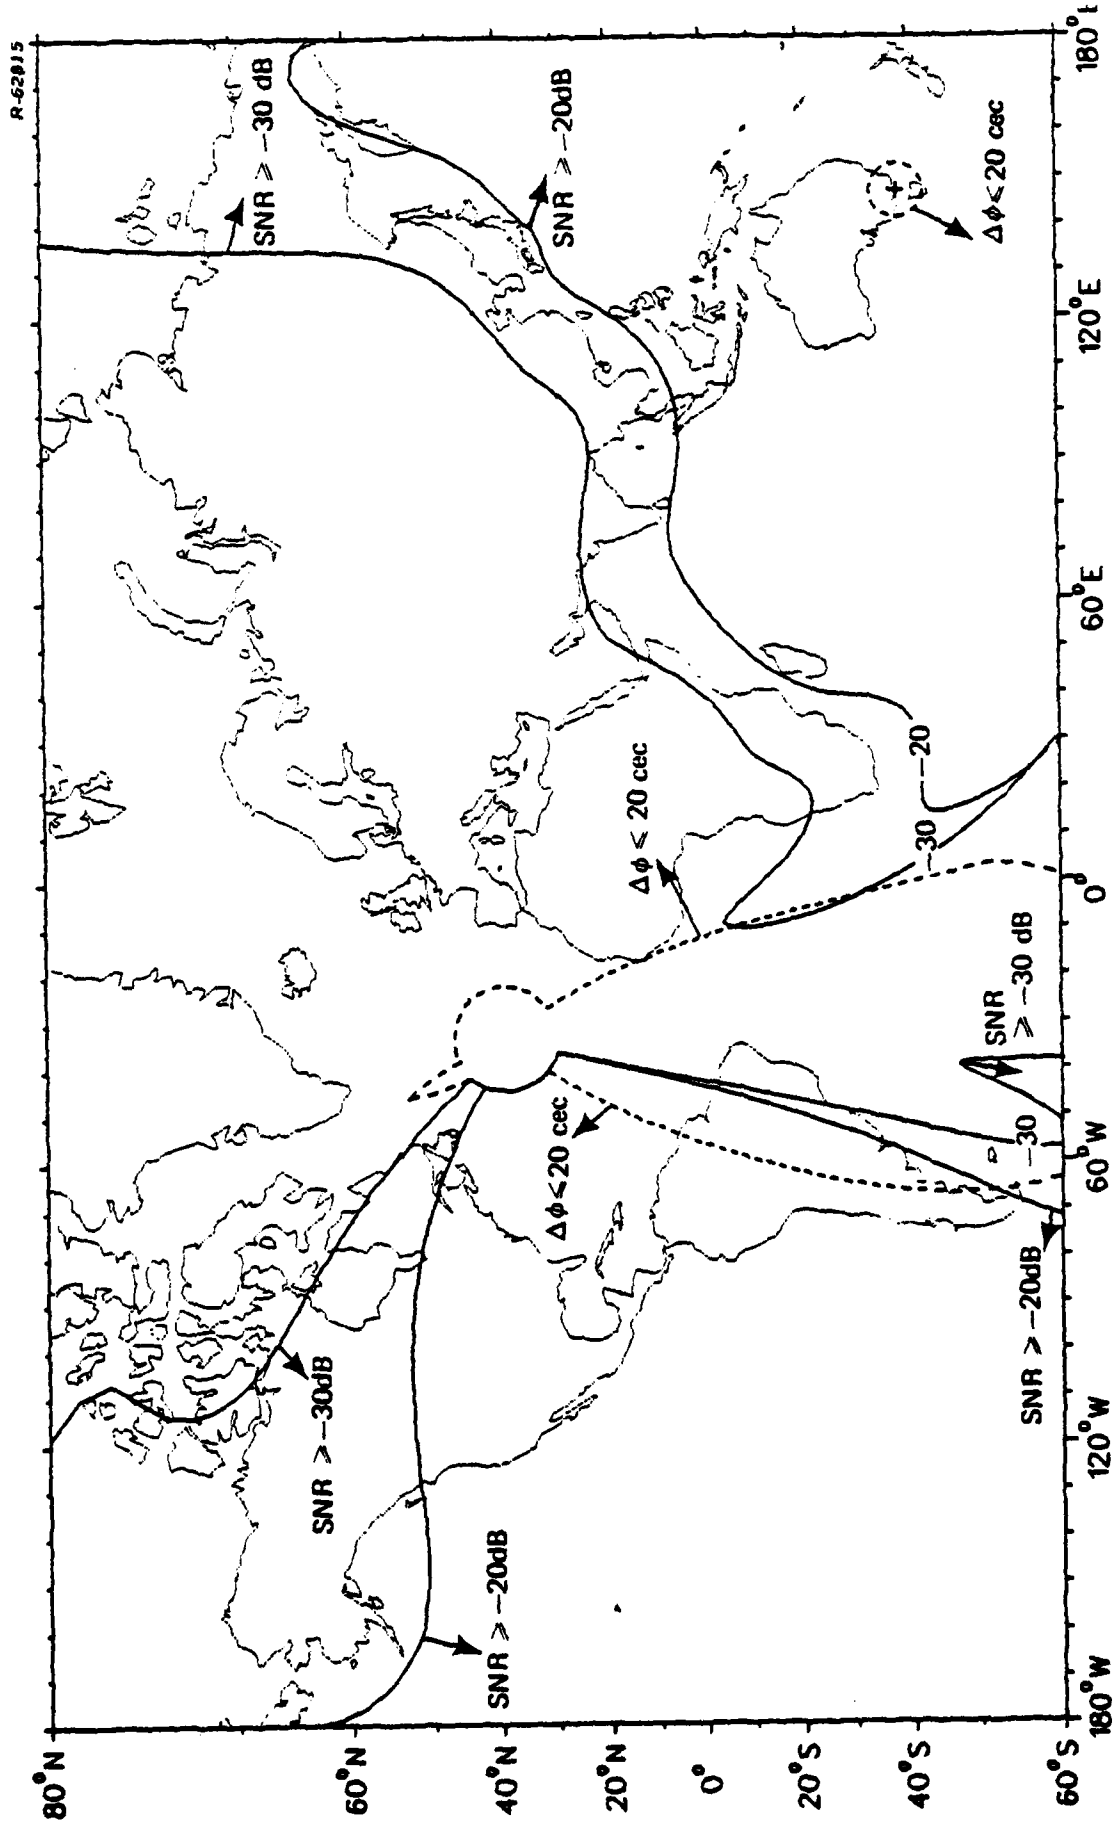 R-62815
SNR ≥ -30 dB
SNR ≥ -20dB
Δϕ < 20 cec
Δϕ < 20 cec
-20
-30
SNR
≥ -30 dB
Δϕ < 20 cec
-30
SNR ≥ -20dB
SNR ≥ -30dB
SNR ≥ -20dB
80°N
60°N
40°N
20°N
0°
20°S
40°S
60°S
180°W
120°W
60°W
0°
60°E
120°E
180°E